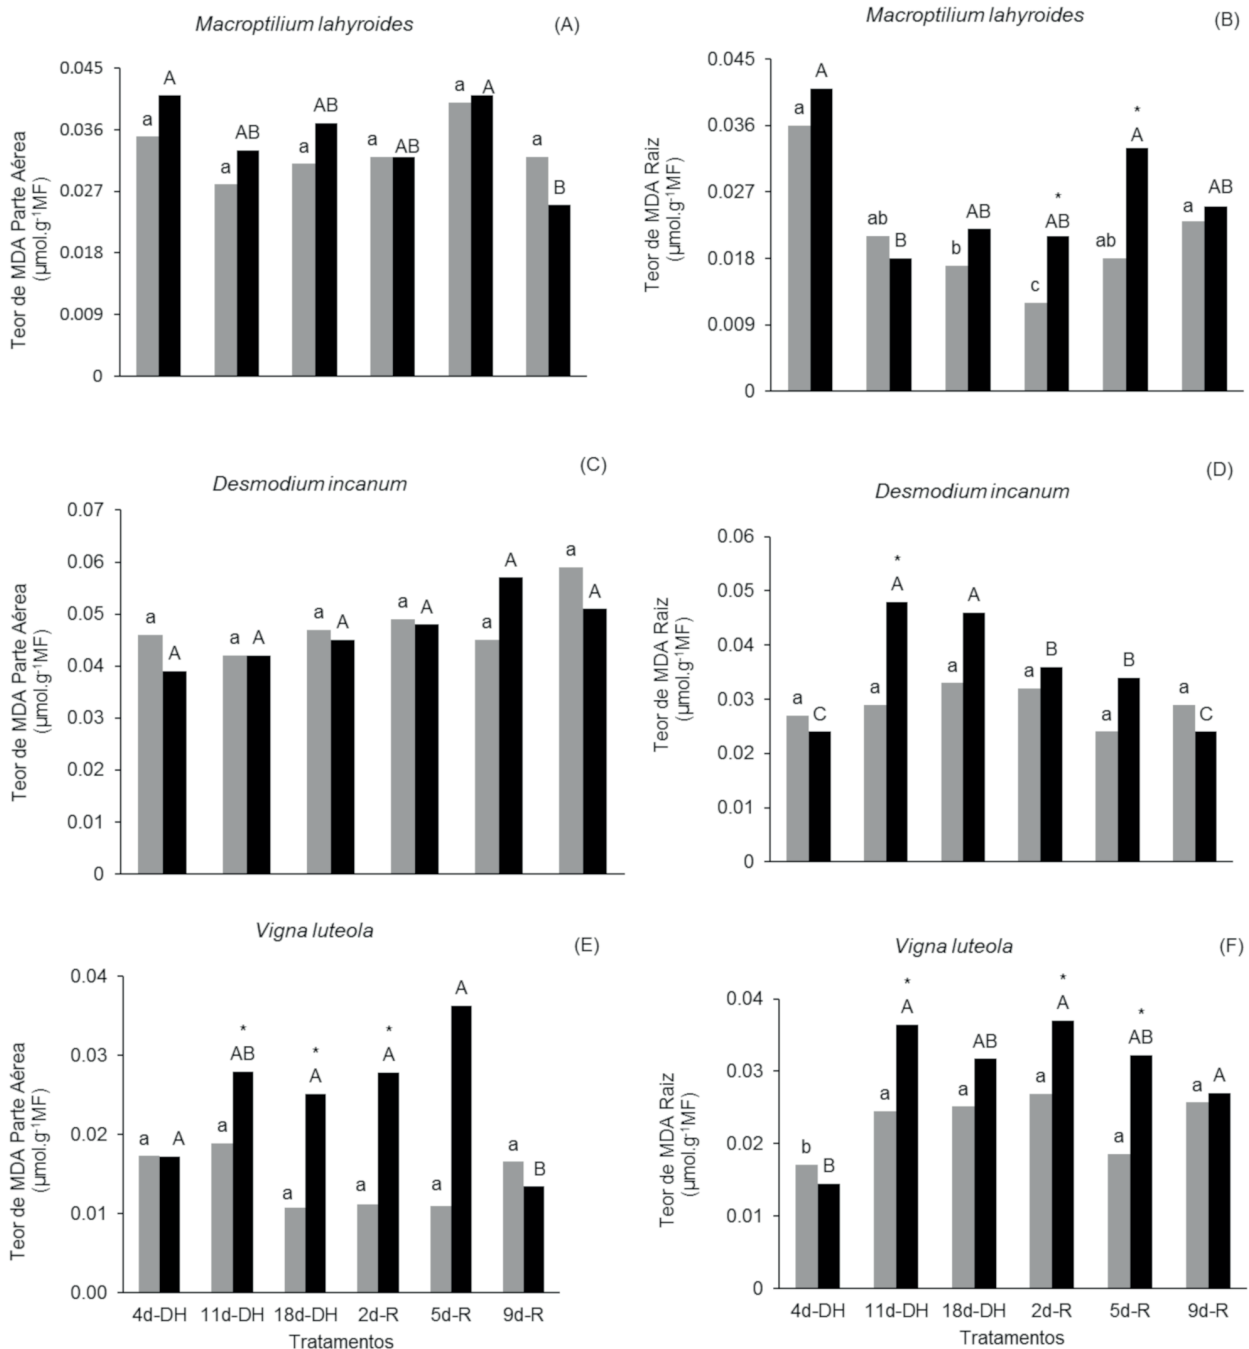 Macroptilium lahyroides
(A)
Teor de MDA Parte Aérea
(µmol.g⁻¹MF)
0.045
0.036
0.027
0.018
0.009
0
a A
a AB
a AB
a AB
a A
a B
Macroptilium lahyroides
(B)
Teor de MDA Raiz
(µmol.g⁻¹MF)
0.045
0.036
0.027
0.018
0.009
0
a A
ab B
b AB
*
c AB
*
ab A
a AB
Desmodium incanum
(C)
Teor de MDA Parte Aérea
(µmol.g⁻¹MF)
0.07
0.06
0.05
0.04
0.03
0.02
0.01
0
a A
a A
a A
a A
a A
a A
Desmodium incanum
(D)
Teor de MDA Raiz
(µmol.g⁻¹MF)
0.06
0.05
0.04
0.03
0.02
0.01
0
a C
*
a A
a A
a B
a B
a C
Vigna luteola
(E)
Teor de MDA Parte Aérea
(µmol.g⁻¹MF)
0.04
0.03
0.02
0.01
0.00
a A
*
a AB
*
a A
*
a A
a A
a B
4d-DH 11d-DH 18d-DH 2d-R 5d-R 9d-R
Tratamentos
Vigna luteola
(F)
Teor de MDA Raiz
(µmol.g⁻¹MF)
0.04
0.03
0.02
0.01
0
b B
*
a A
a AB
*
a A
*
a AB
a A
4d-DH 11d-DH 18d-DH 2d-R 5d-R 9d-R
Tratamentos